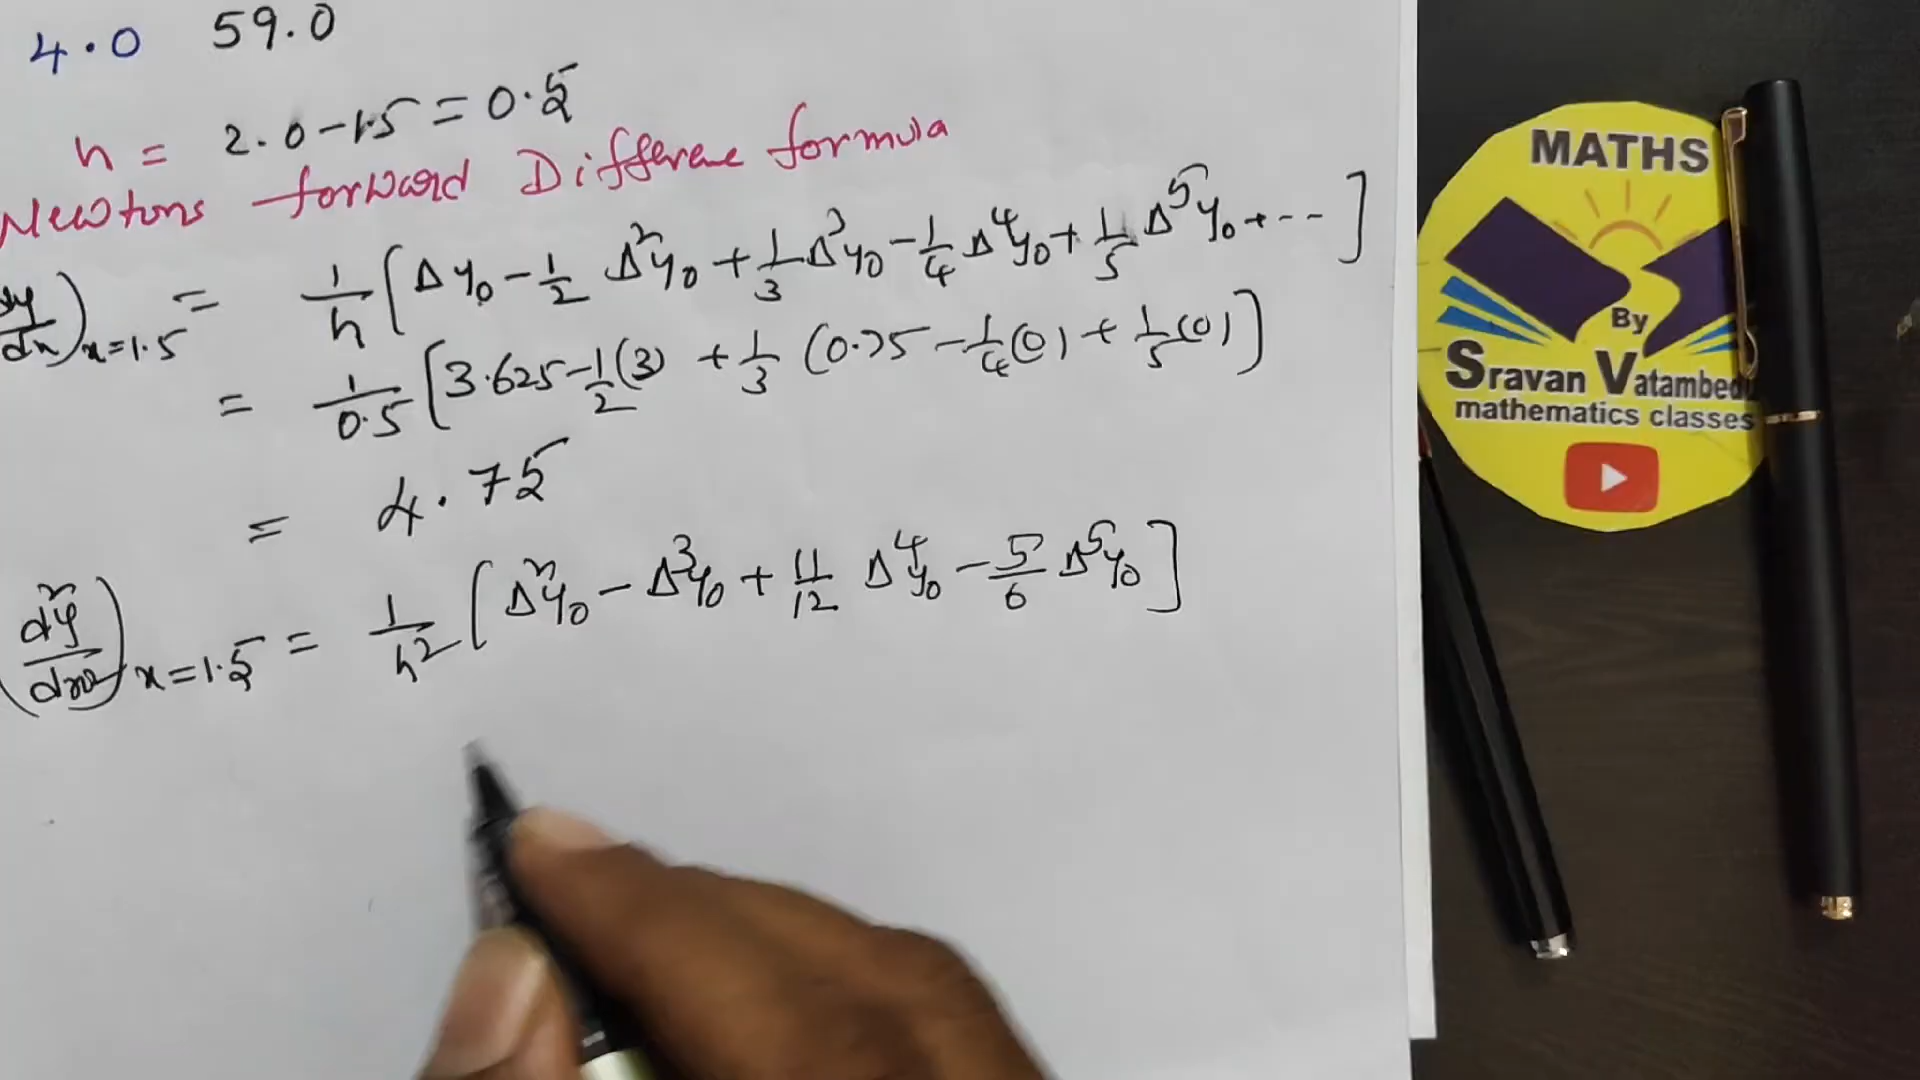 4.0 59.0
h = 2.0-1.5 = 0.5
Newtons forward Difference formula
dy/dx)x=1.5 = 1/h [Δy₀ - 1/2 Δ²y₀ + 1/3 Δ³y₀ - 1/4 Δ⁴y₀ + 1/5 Δ⁵y₀ + --]
= 1/0.5 [3.625 - 1/2 (3) + 1/3 (0.75 - 1/4 (0) + 1/5 (0)]
= 4.75
(d²y/dx²)x=1.5 = 1/h² [Δ²y₀ - Δ³y₀ + 11/12 Δ⁴y₀ - 5/6 Δ⁵y₀]
MATHS
By
Sravan Vatambedu
mathematics classes